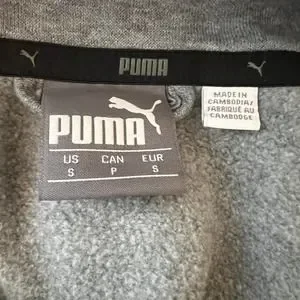 PUMA
PUMA
US CAN EUR
S P S
MADE IN
CAMBODIA/
FABRIQUÉ AU
CAMBODGE